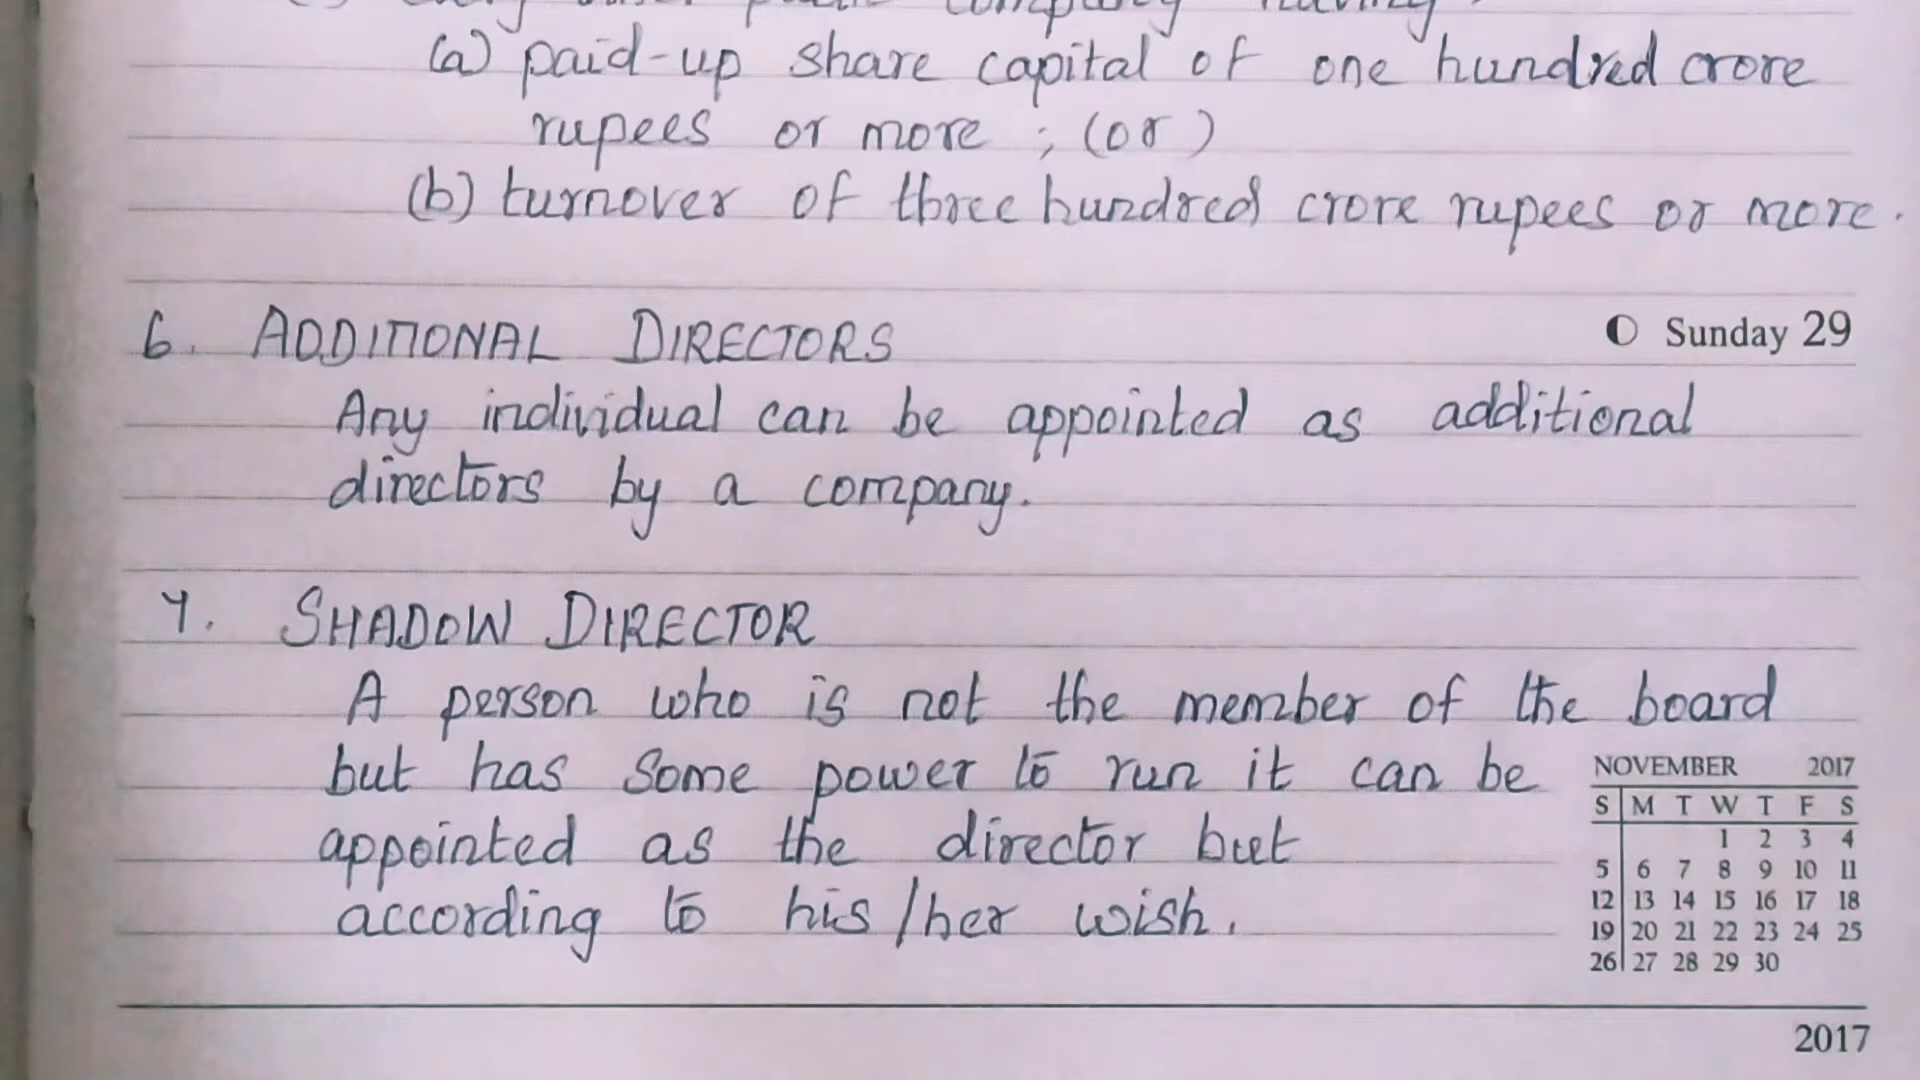 (a) paid-up share capital of one hundred crore
rupees or more ; (or)
(b) turnover of three hundred crore rupees or more.
6. ADDITIONAL DIRECTORS
Sunday 29
Any individual can be appointed as additional
directors by a company.
7. SHADOW DIRECTOR
A person who is not the member of the board
but has some power to run it can be
appointed as the director but
according to his/her wish.
NOVEMBER 2017
S M T W T F S
1 2 3 4
5 6 7 8 9 10 11
12 13 14 15 16 17 18
19 20 21 22 23 24 25
26 27 28 29 30
2017